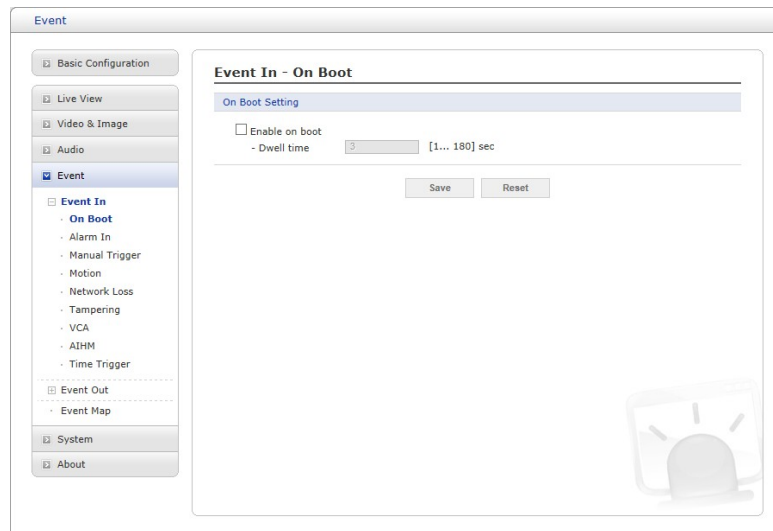 Event
Basic Configuration
Live View
Video & Image
Audio
Event
Event In
On Boot
Alarm In
Manual Trigger
Motion
Network Loss
Tampering
VCA
AIHM
Time Trigger
Event Out
Event Map
System
About
Event In - On Boot
On Boot Setting
Enable on boot
- Dwell time 3 [1... 180] sec
Save Reset